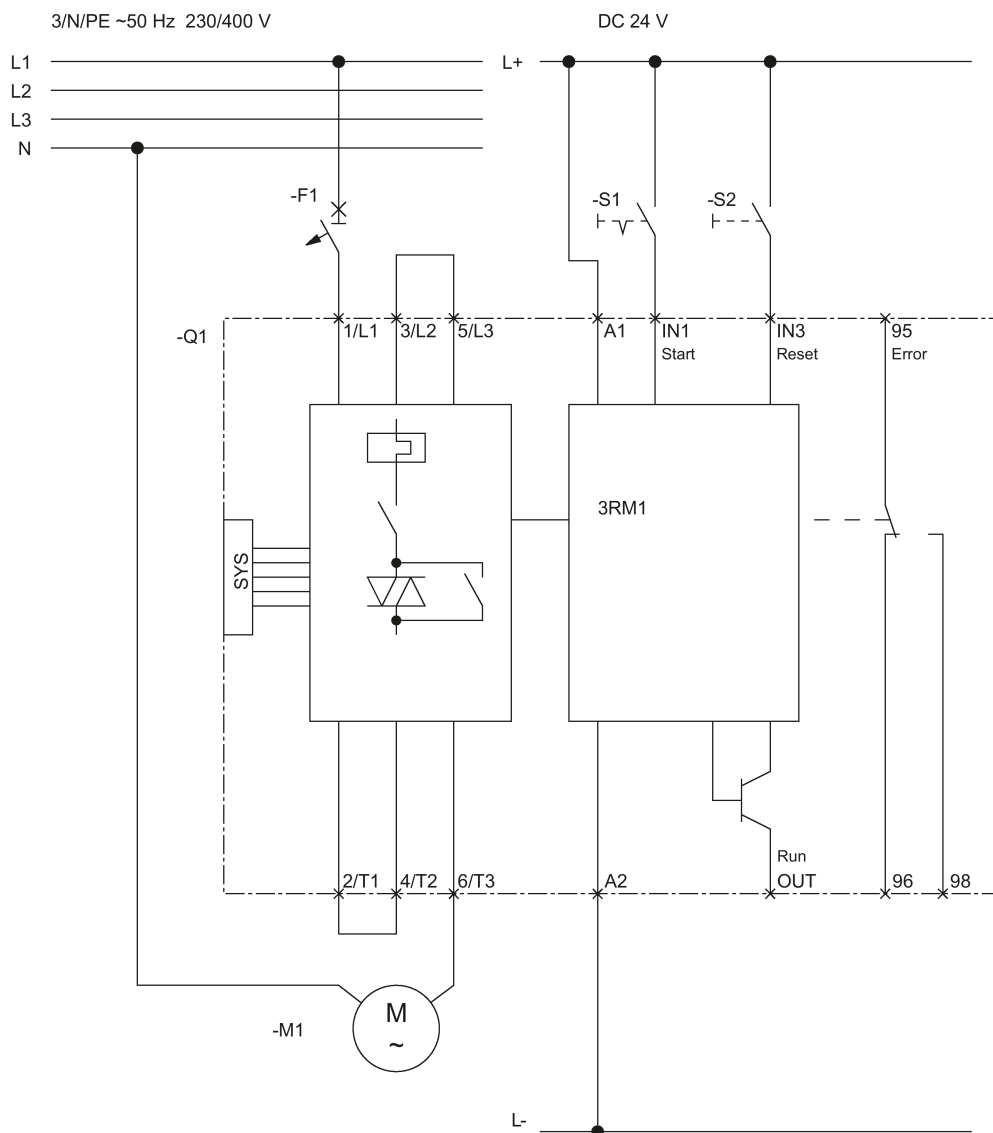 3/N/PE ~50 Hz 230/400 V
DC 24 V
L1
L+
L2
L3
N
-F1
-S1
-S2
-Q1
1/L1
3/L2
5/L3
A1
IN1
IN3
95
Start
Reset
Error
3RM1
SYS
Run
2/T1
4/T2
6/T3
A2
OUT
96
98
M
~
-M1
L-